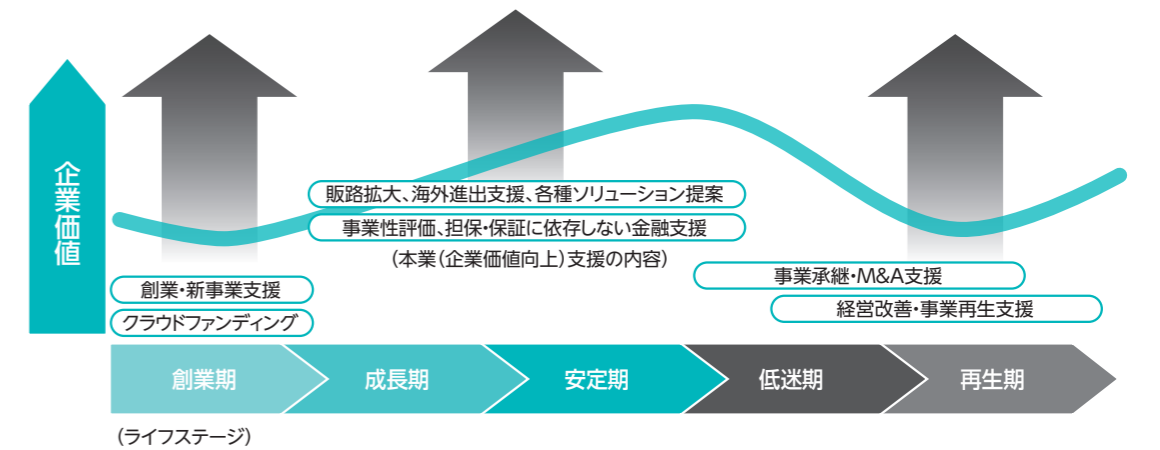 企業価値
販路拡大、海外進出支援、各種ソリューション提案
事業性評価、担保・保証に依存しない金融支援
(本業(企業価値向上)支援の内容)
創業・新事業支援
クラウドファンディング
事業承継・M&A支援
経営改善・事業再生支援
創業期
成長期
安定期
低迷期
再生期
(ライフステージ)